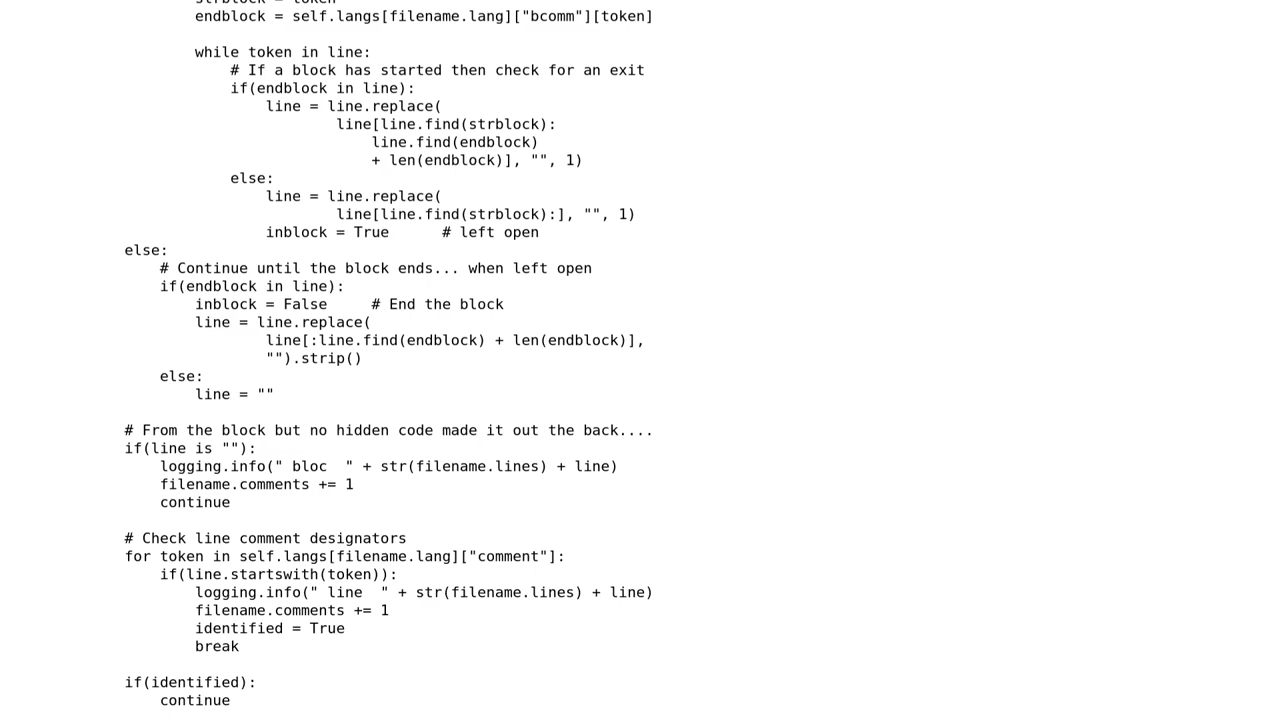 strblock = token
endblock = self.langs[filename.lang]["bcomm"][token]
while token in line:
# If a block has started then check for an exit
if(endblock in line):
line = line.replace(
line[line.find(strblock):
line.find(endblock)
+ len(endblock)], "", 1)
else:
line = line.replace(
line[line.find(strblock):], "", 1)
inblock = True      # left open
else:
# Continue until the block ends... when left open
if(endblock in line):
inblock = False     # End the block
line = line.replace(
line[:line.find(endblock) + len(endblock)],
"").strip()
else:
line = ""
# From the block but no hidden code made it out the back....
if(line is ""):
logging.info(" bloc  " + str(filename.lines) + line)
filename.comments += 1
continue
# Check line comment designators
for token in self.langs[filename.lang]["comment"]:
if(line.startswith(token)):
logging.info(" line  " + str(filename.lines) + line)
filename.comments += 1
identified = True
break
if(identified):
continue